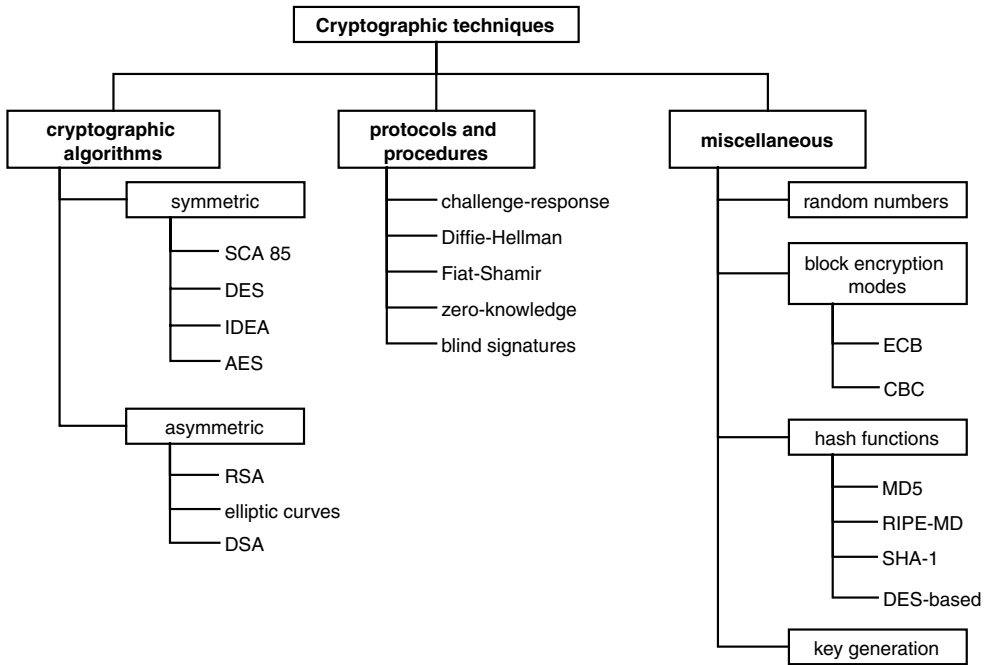 Cryptographic techniques
cryptographic
algorithms
symmetric
SCA 85
DES
IDEA
AES
asymmetric
RSA
elliptic curves
DSA
protocols and
procedures
challenge-response
Diffie-Hellman
Fiat-Shamir
zero-knowledge
blind signatures
miscellaneous
random numbers
block encryption
modes
ECB
CBC
hash functions
MD5
RIPE-MD
SHA-1
DES-based
key generation